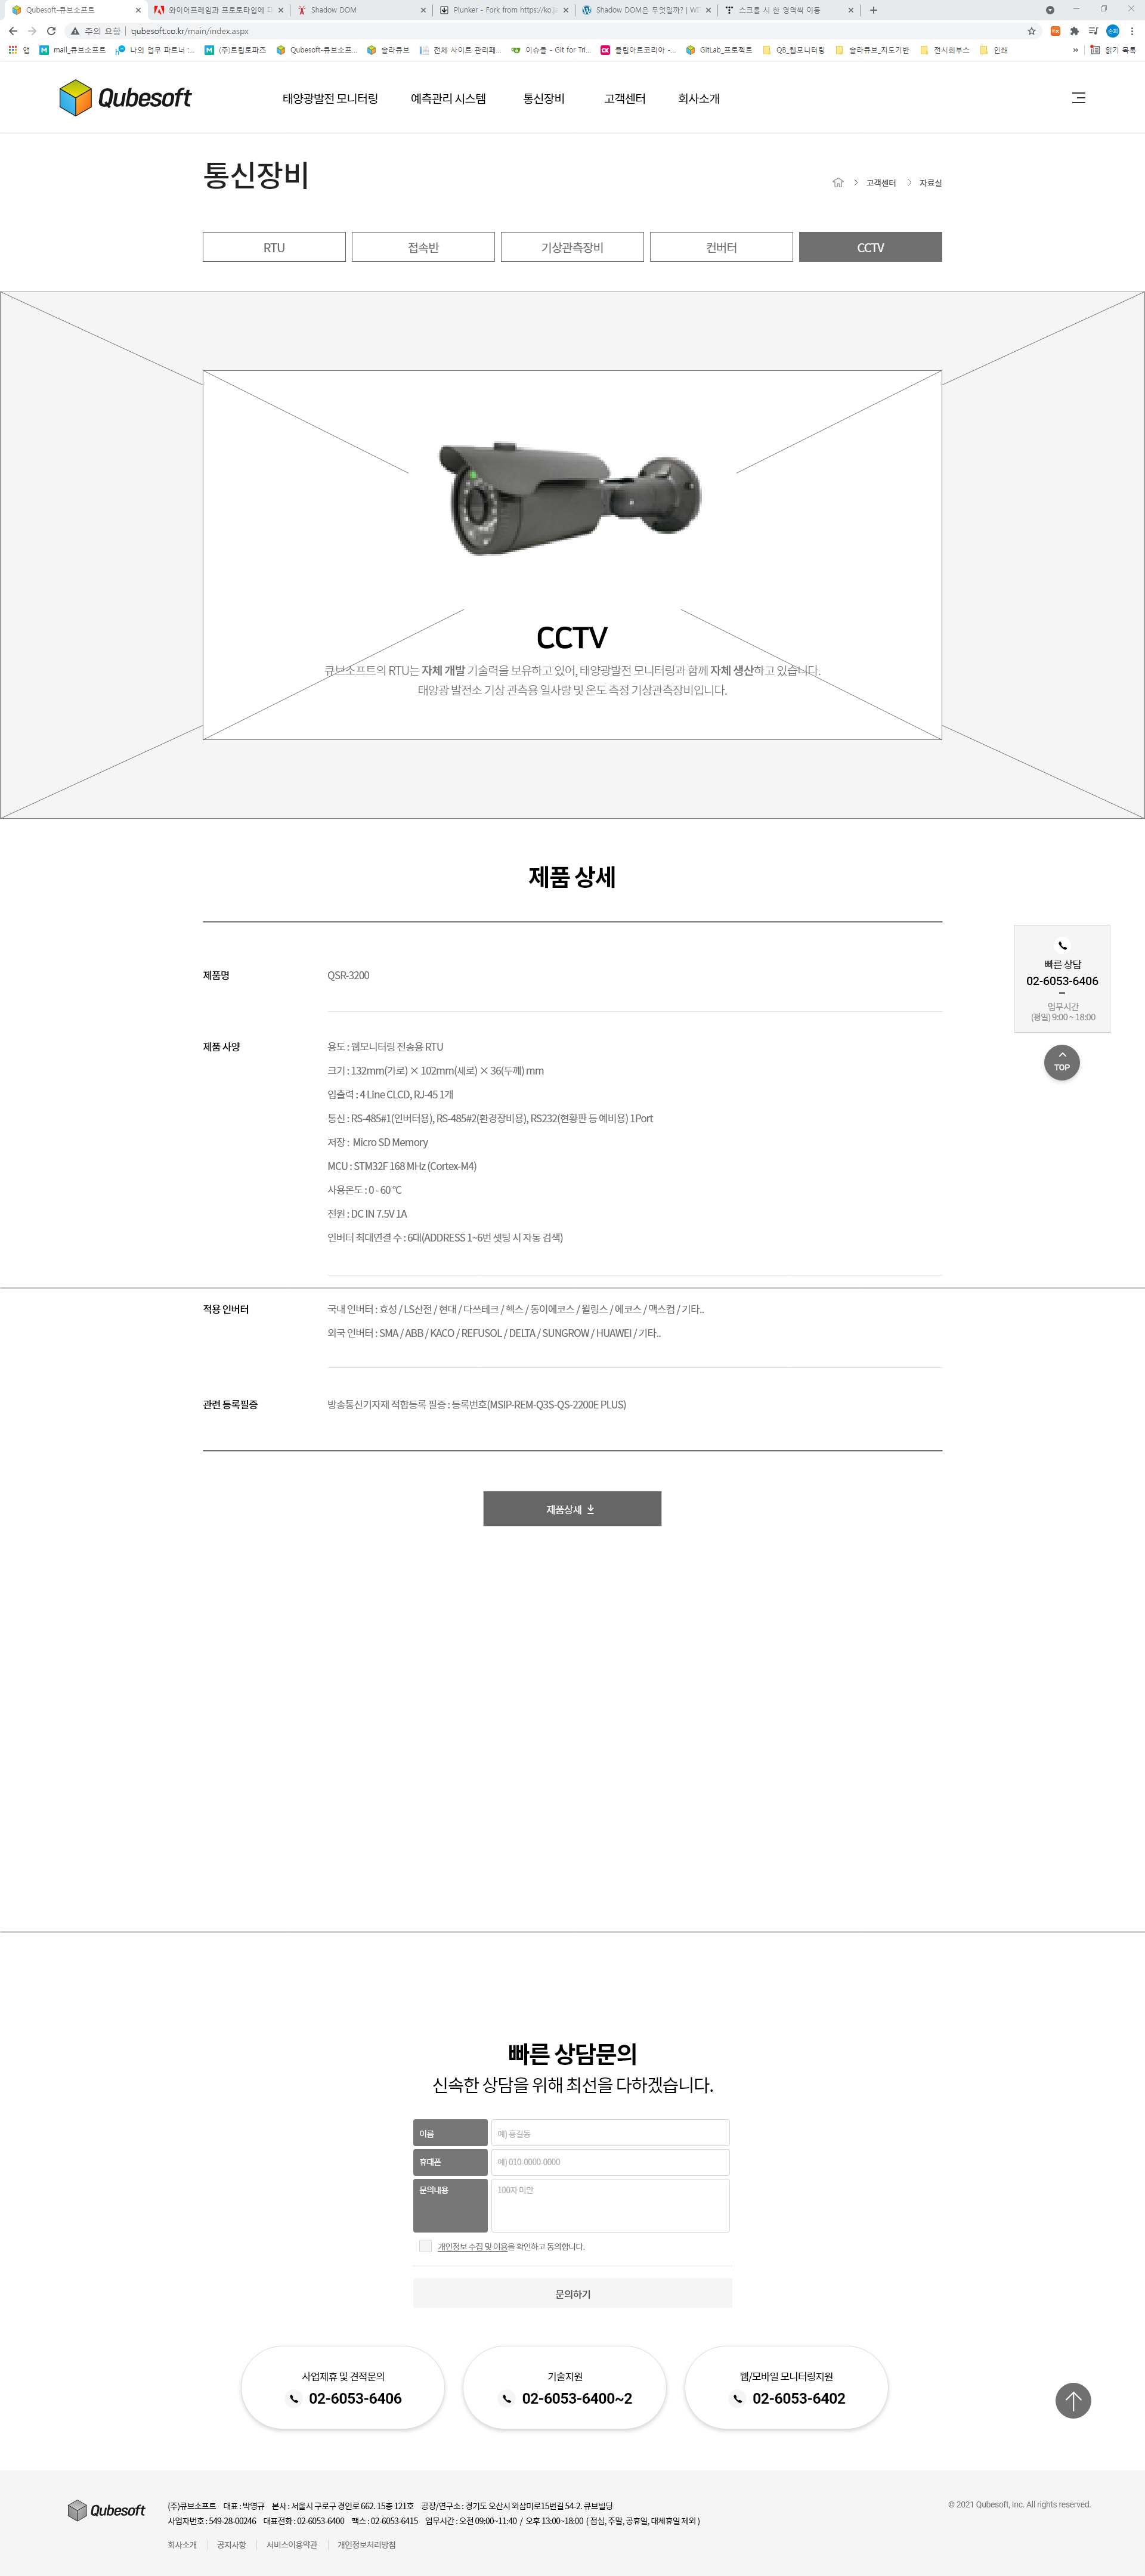 Qubesoft-큐브소프트
와이어프레임과 프로토타입에 대
Shadow DOM
Plunker - Fork from https://ko.ja
Shadow DOM은 무엇일까? | WI
스크롤 시 한 영역씩 이동
주의 요함 | qubesoft.co.kr/main/index.aspx
앱 mail_큐브소프트 나의 업무 파트너 :... (주)트립토파즈 Qubesoft-큐브소프... 솔라큐브 전체 사이트 관리페... 이슈들 - Git for Tri... 클립아트코리아 -... GitLab_프로젝트 QB_웹모니터링 솔라큐브_지도기반 전시회부스 인쇄 » 읽기 목록
Qubesoft 태양광발전 모니터링 예측관리 시스템 통신장비 고객센터 회사소개
통신장비
고객센터 > 자료실
RTU 접속반 기상관측장비 컨버터 CCTV
CCTV
큐브소프트의 RTU는 자체 개발 기술력을 보유하고 있어, 태양광발전 모니터링과 함께 자체 생산하고 있습니다.
태양광 발전소 기상 관측용 일사량 및 온도 측정 기상관측장비입니다.
제품 상세
빠른 상담
02-6053-6406
업무시간
(평일) 9:00 ~ 18:00
TOP
제품명 QSR-3200
제품 사양 용도 : 웹모니터링 전송용 RTU
크기 : 132mm(가로) × 102mm(세로) × 36(두께) mm
입출력 : 4 Line CLCD, RJ-45 1개
통신 : RS-485#1(인버터용), RS-485#2(환경장비용), RS232(현황판 등 예비용) 1Port
저장 : Micro SD Memory
MCU : STM32F 168 MHz (Cortex-M4)
사용온도 : 0 - 60 ℃
전원 : DC IN 7.5V 1A
인버터 최대연결 수 : 6대(ADDRESS 1~6번 셋팅 시 자동 검색)
적용 인버터 국내 인버터 : 효성 / LS산전 / 현대 / 다쓰테크 / 헥스 / 동이에코스 / 윌링스 / 에코스 / 맥스컴 / 기타..
외국 인버터 : SMA / ABB / KACO / REFUSOL / DELTA / SUNGROW / HUAWEI / 기타..
관련 등록필증 방송통신기자재 적합등록 필증 : 등록번호(MSIP-REM-Q3S-QS-2200E PLUS)
제품상세
빠른 상담문의
신속한 상담을 위해 최선을 다하겠습니다.
이름 예) 홍길동
휴대폰 예) 010-0000-0000
문의내용 100자 미만
개인정보 수집 및 이용을 확인하고 동의합니다.
문의하기
사업제휴 및 견적문의
02-6053-6406
기술지원
02-6053-6400~2
웹/모바일 모니터링지원
02-6053-6402
Qubesoft
(주)큐브소프트 대표 : 박영규 본사 : 서울시 구로구 경인로 662. 15층 121호 공장/연구소 : 경기도 오산시 외삼미로15번길 54-2. 큐브빌딩
사업자번호 : 549-28-00246 대표전화 : 02-6053-6400 팩스 : 02-6053-6415 업무시간 : 오전 09:00~11:40 / 오후 13:00~18:00 ( 점심, 주말, 공휴일, 대체휴일 제외 )
회사소개 | 공지사항 | 서비스이용약관 | 개인정보처리방침
© 2021 Qubesoft, Inc. All rights reserved.